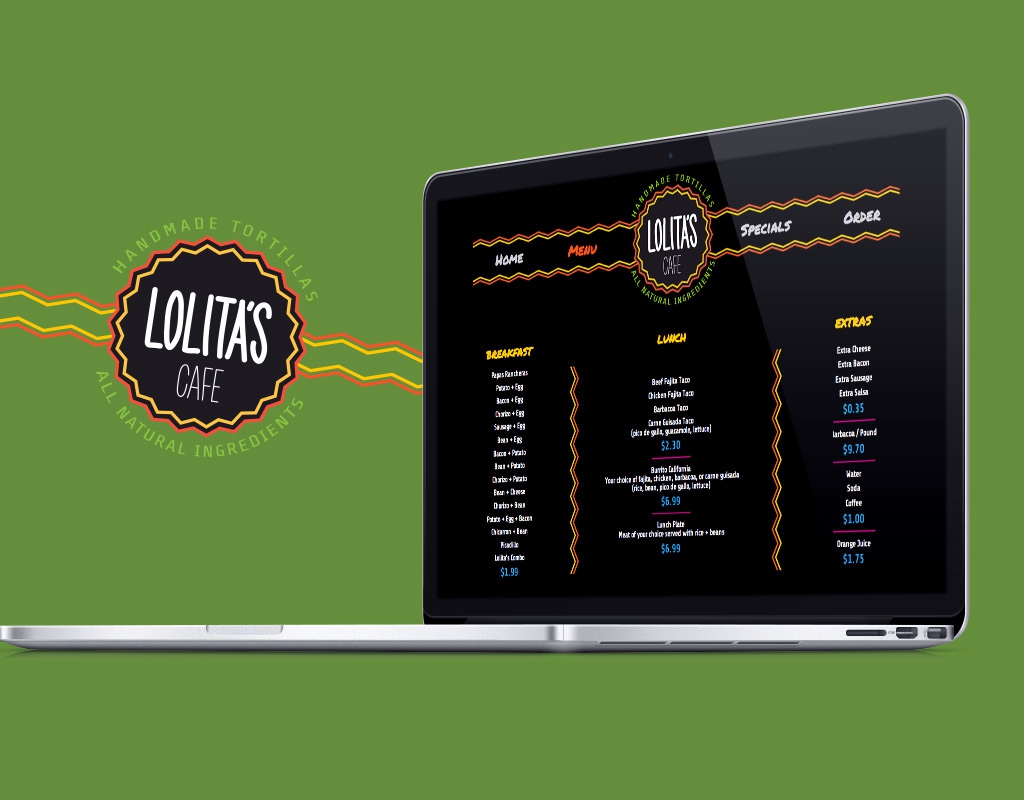 HANDMADE TORTILLAS
LOLITA'S
CAFE
ALL NATURAL INGREDIENTS
HANDMADE TORTILLAS
LOLITA'S
CAFE
ALL NATURAL INGREDIENTS
Home
Menu
Specials
Order
BREAKFAST
Papas Rancheras
Potato + Egg
Bacon + Egg
Chorizo + Egg
Sausage + Egg
Bean + Egg
Bacon + Potato
Bean + Potato
Chorizo + Potato
Bean + Cheese
Chorizo + Bean
Potato + Egg + Bacon
Chicarron + Bean
Picadillo
Lolita's Combo
$1.99
LUNCH
Beef Fajita Taco
Chicken Fajita Taco
Barbacoa Taco
Carne Guisada Taco
(pico de gallo, guacamole, lettuce)
$2.30
Burrito California
Your choice of fajita, chicken, barbacoa, or carne guisada
(rice, bean, pico de gallo, lettuce)
$6.99
Lunch Plate
Meat of your choice served with rice + beans
$6.99
EXTRAS
Extra Cheese
Extra Bacon
Extra Sausage
Extra Salsa
$0.35
Barbacoa / Pound
$9.70
Water
Soda
Coffee
$1.00
Orange Juice
$1.75